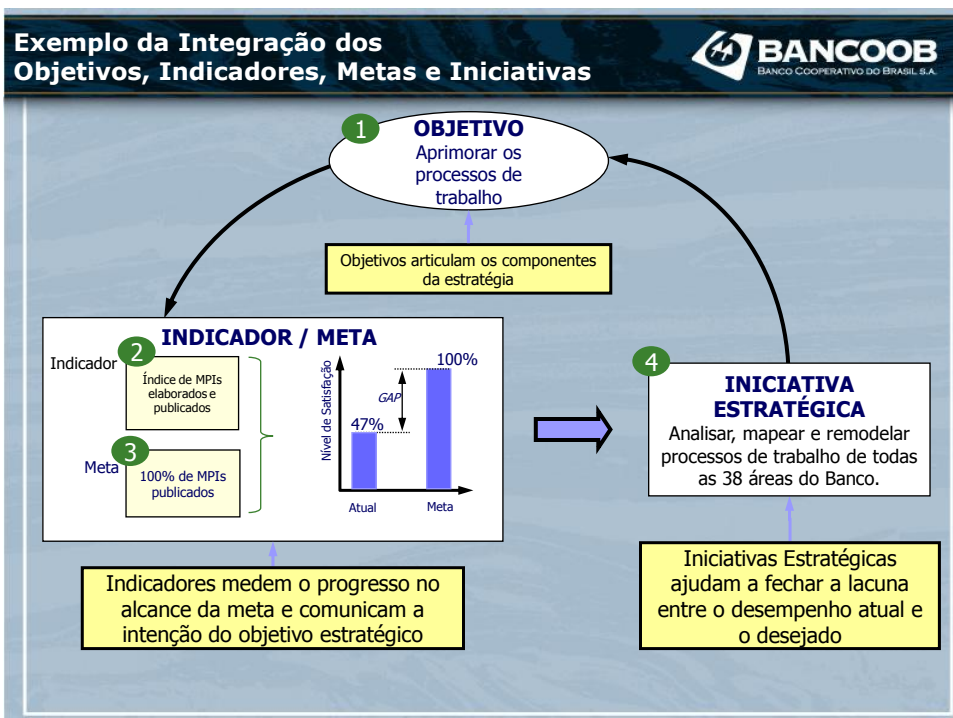 Exemplo da Integração dos
Objetivos, Indicadores, Metas e Iniciativas
BANCOOB
BANCO COOPERATIVO DO BRASIL S.A.
1
OBJETIVO
Aprimorar os
processos de
trabalho
Objetivos articulam os componentes
da estratégia
INDICADOR / META
Indicador
2
Índice de MPIs
elaborados e
publicados
Meta
3
100% de MPIs
publicados
Nível de Satisfação
47%
GAP
100%
Atual
Meta
4
INICIATIVA
ESTRATÉGICA
Analisar, mapear e remodelar
processos de trabalho de todas
as 38 áreas do Banco.
Indicadores medem o progresso no
alcance da meta e comunicam a
intenção do objetivo estratégico
Iniciativas Estratégicas
ajudam a fechar a lacuna
entre o desempenho atual e
o desejado